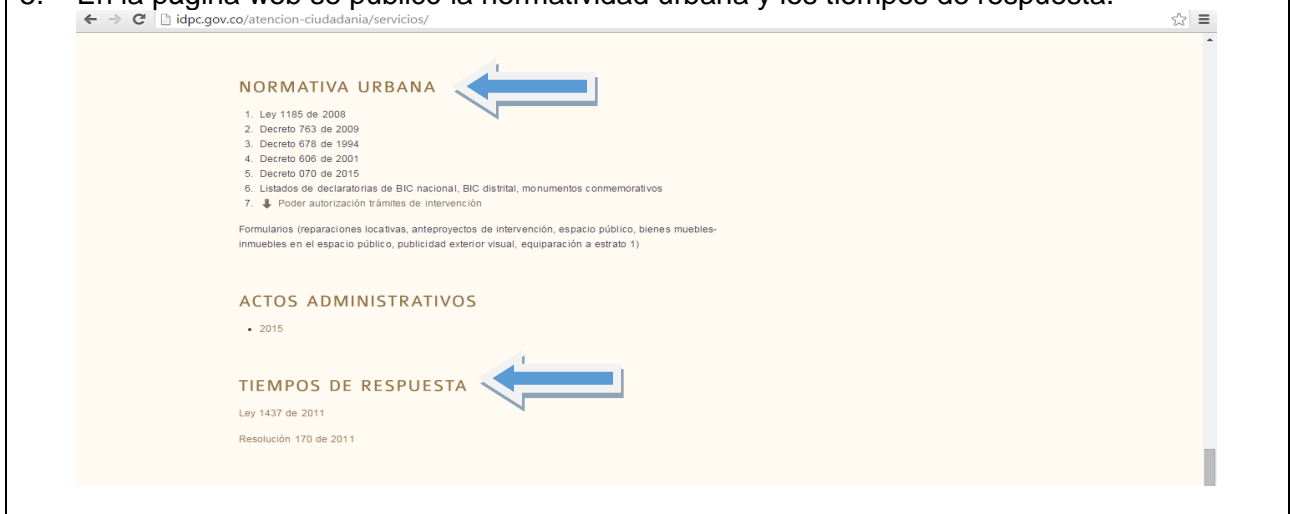 En la página web se publicó la normatividad urbana y los tiempos de respuesta.
idpc.gov.co/atencion-ciudadania/servicios/
NORMATIVA URBANA
1. Ley 1185 de 2008
2. Decreto 763 de 2009
3. Decreto 678 de 1994
4. Decreto 606 de 2001
5. Decreto 070 de 2015
6. Listados de declaratorias de BIC nacional, BIC distrital, monumentos conmemorativos
7. Poder autorización trámites de intervención
Formularios (reparaciones locativas, anteproyectos de intervención, espacio público, bienes muebles-
inmuebles en el espacio público, publicidad exterior visual, equiparación a estrato 1)
ACTOS ADMINISTRATIVOS
• 2015
TIEMPOS DE RESPUESTA
Ley 1437 de 2011
Resolución 170 de 2011